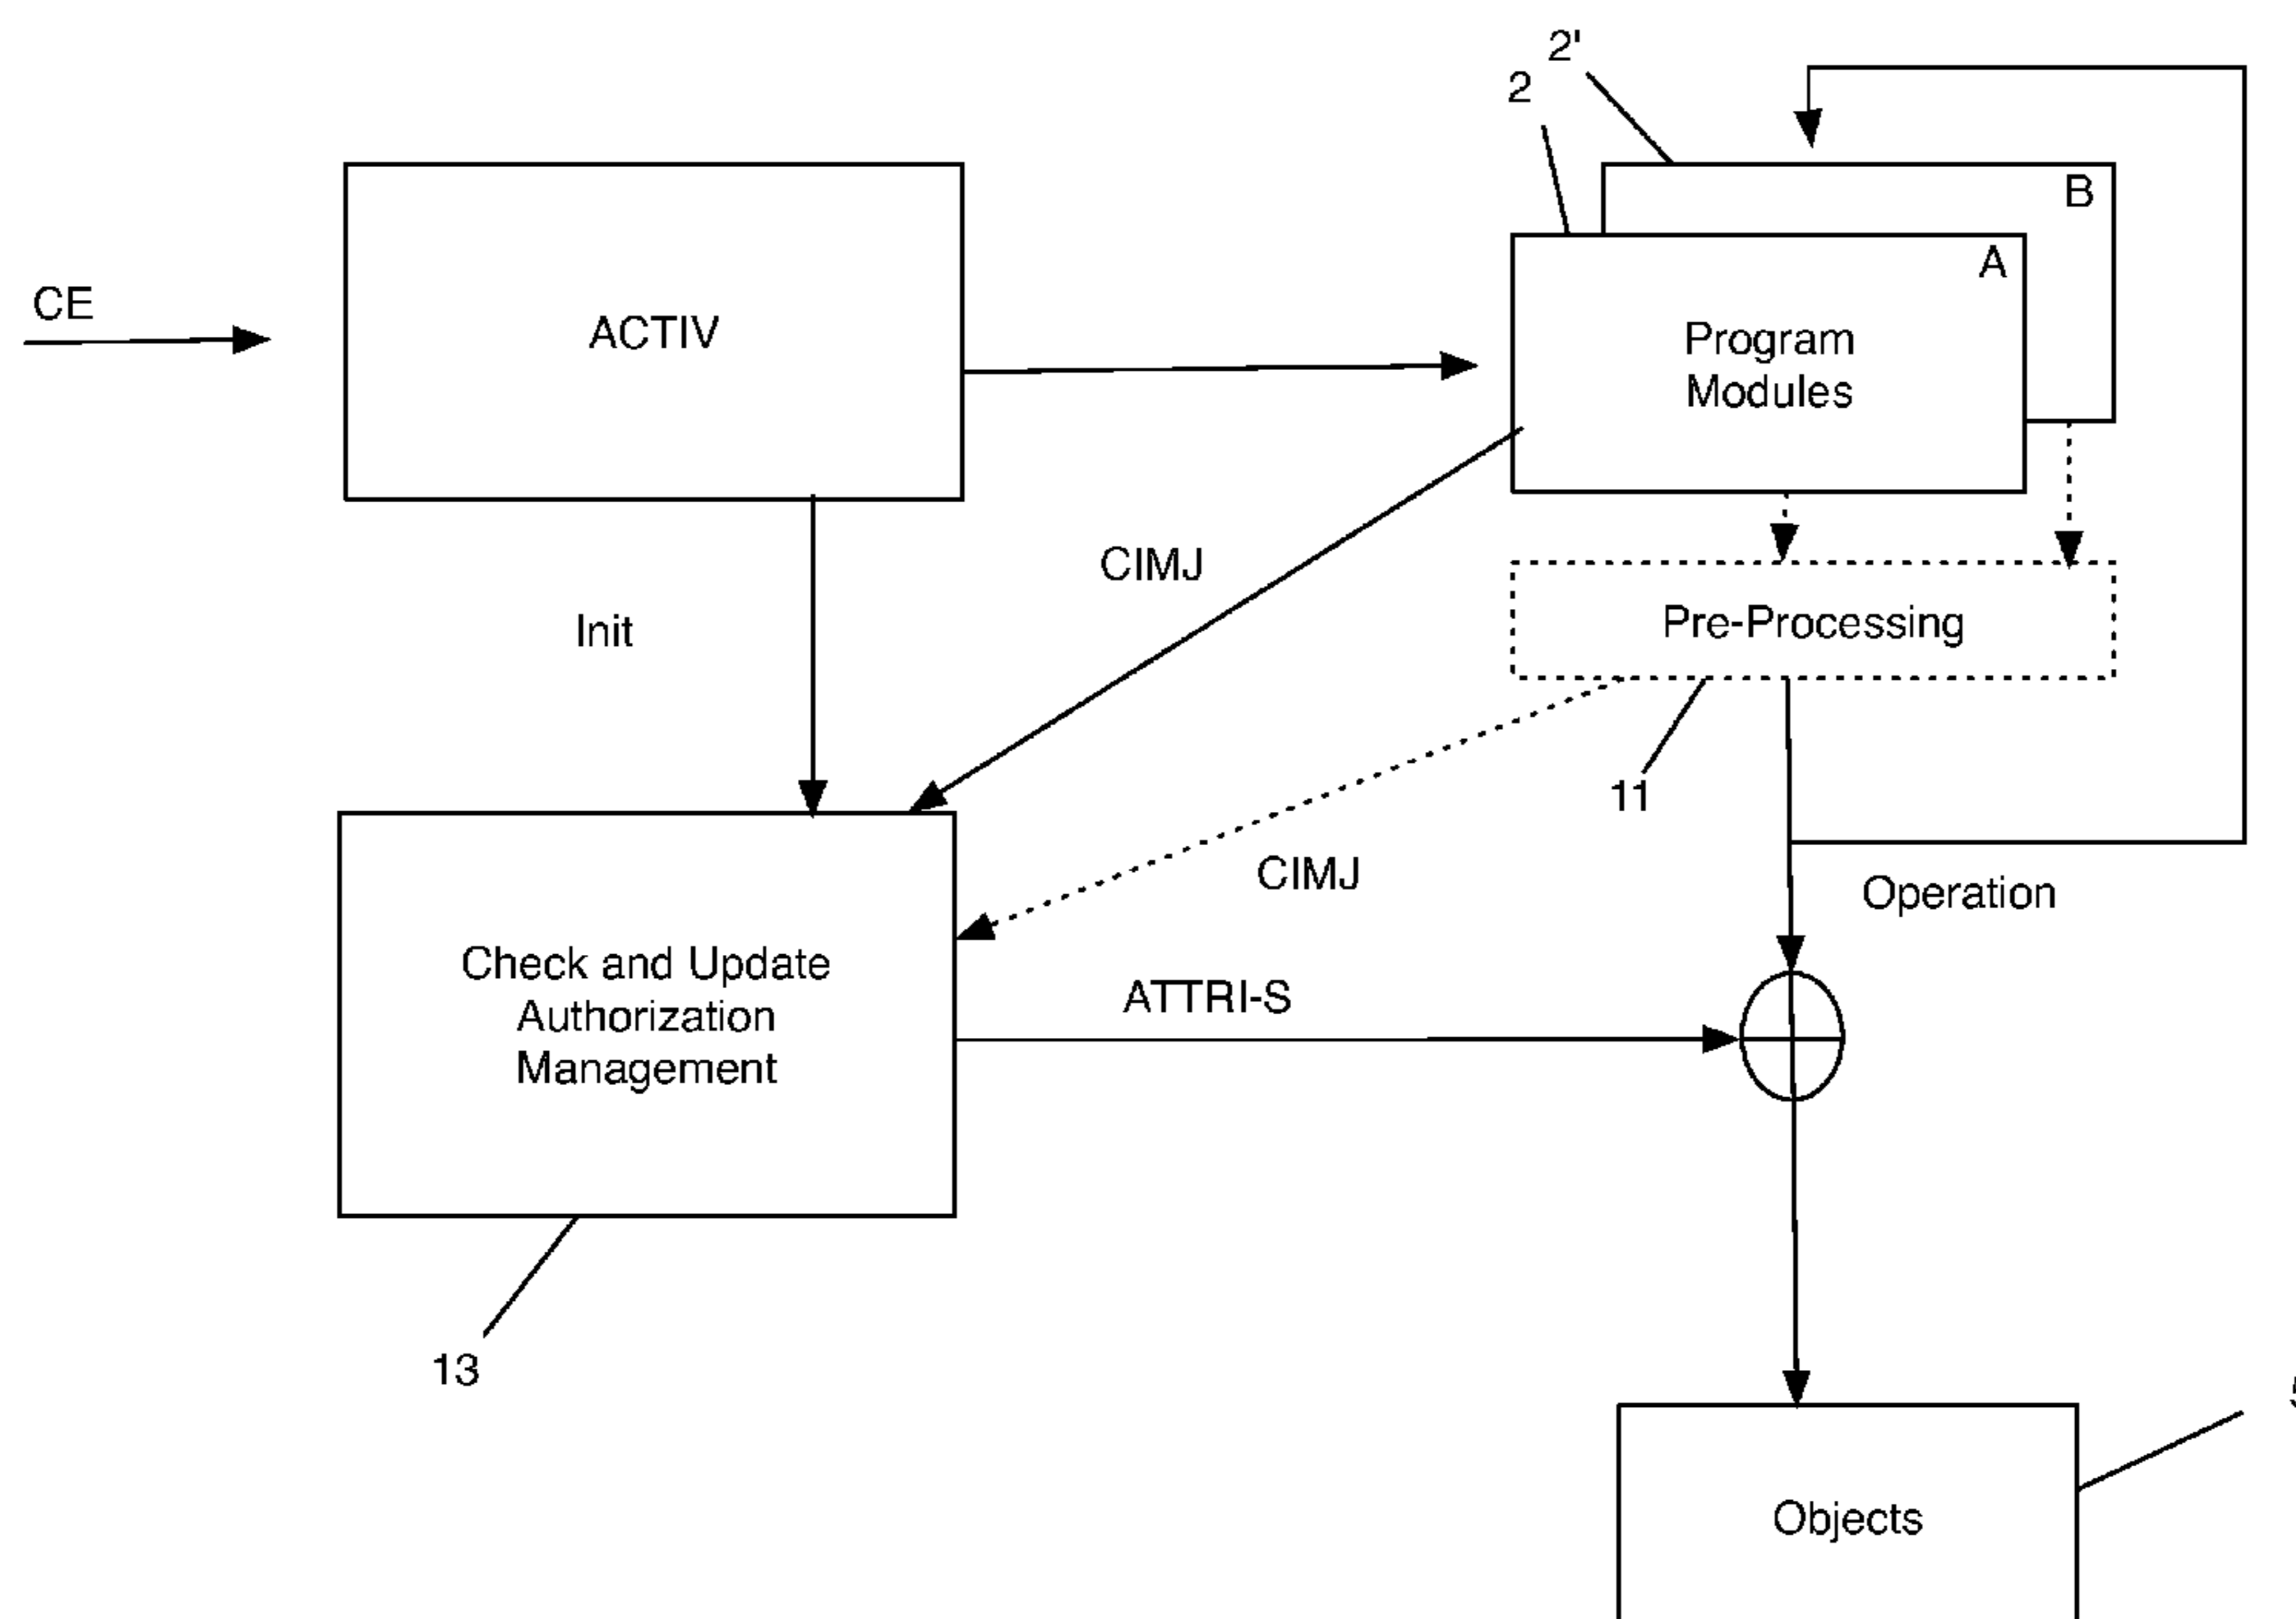 2'
2
B
A
CE
ACTIV
Program
Modules
CIMJ
Init
Pre-Processing
11
CIMJ
Operation
Check and Update
Authorization
Management
ATTRI-S
13
Objects